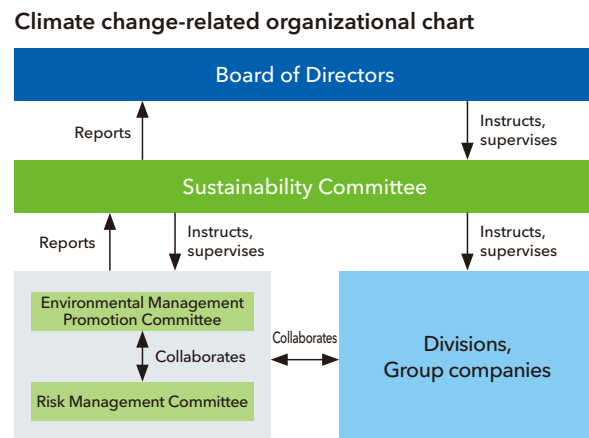 Climate change-related organizational chart
Board of Directors
Reports
Instructs,
supervises
Sustainability Committee
Reports
Instructs,
supervises
Instructs,
supervises
Environmental Management
Promotion Committee
Collaborates
Risk Management Committee
Collaborates
Divisions,
Group companies